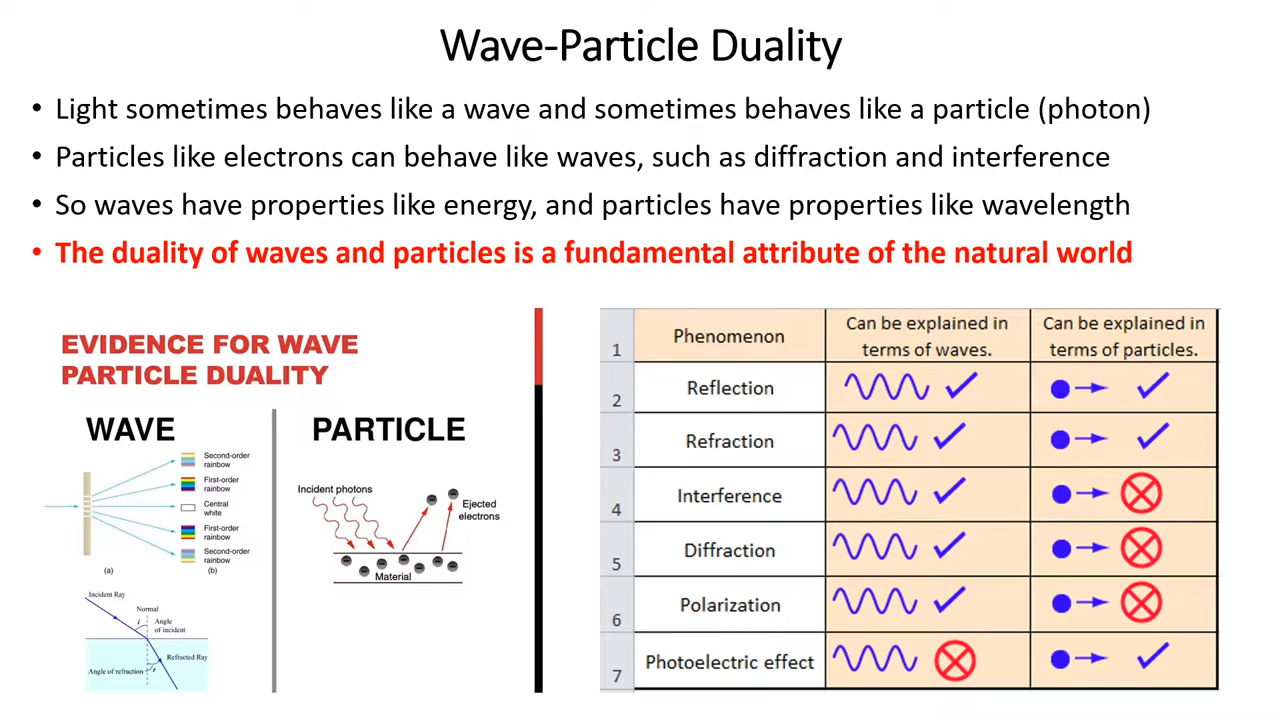 Wave-Particle Duality
• Light sometimes behaves like a wave and sometimes behaves like a particle (photon)
• Particles like electrons can behave like waves, such as diffraction and interference
• So waves have properties like energy, and particles have properties like wavelength
• The duality of waves and particles is a fundamental attribute of the natural world
EVIDENCE FOR WAVE
PARTICLE DUALITY
WAVE
Second-order
rainbow
First-order
rainbow
Central
white
First-order
rainbow
Second-order
rainbow
(a) (b)
Incident Ray
Normal
i
Angle
of incident
Refracted Ray
Angle of refraction
r
PARTICLE
Incident photons
Ejected
electrons
Material
1 Phenomenon Can be explained in
terms of waves. Can be explained in
terms of particles.
2 Reflection
3 Refraction
4 Interference
5 Diffraction
6 Polarization
7 Photoelectric effect